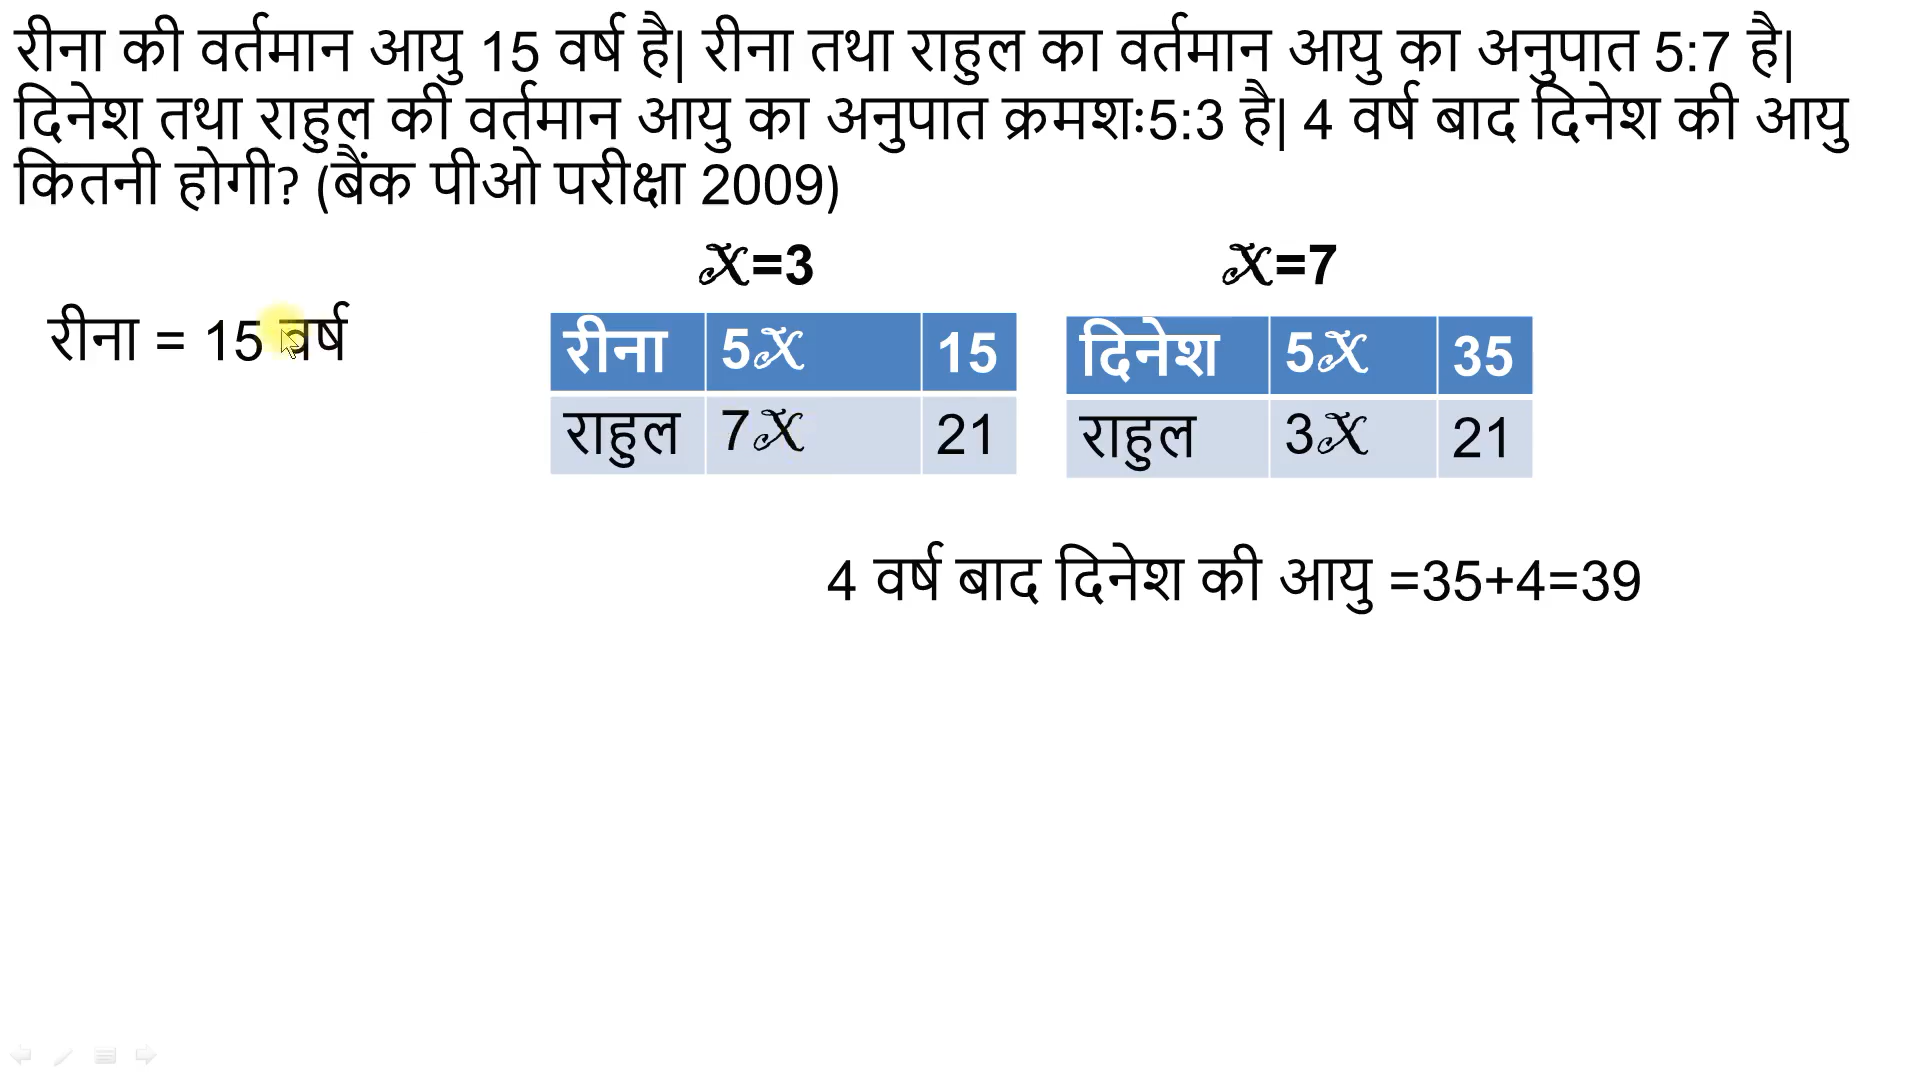 रीना की वर्तमान आयु 15 वर्ष है| रीना तथा राहुल का वर्तमान आयु का अनुपात 5:7 है|
दिनेश तथा राहुल की वर्तमान आयु का अनुपात क्रमशः5:3 है| 4 वर्ष बाद दिनेश की आयु
कितनी होगी? (बैंक पीओ परीक्षा 2009)
X=3 X=7
रीना = 15 वर्ष
रीना 5X 15
राहुल 7X 21
दिनेश 5X 35
राहुल 3X 21
4 वर्ष बाद दिनेश की आयु =35+4=39